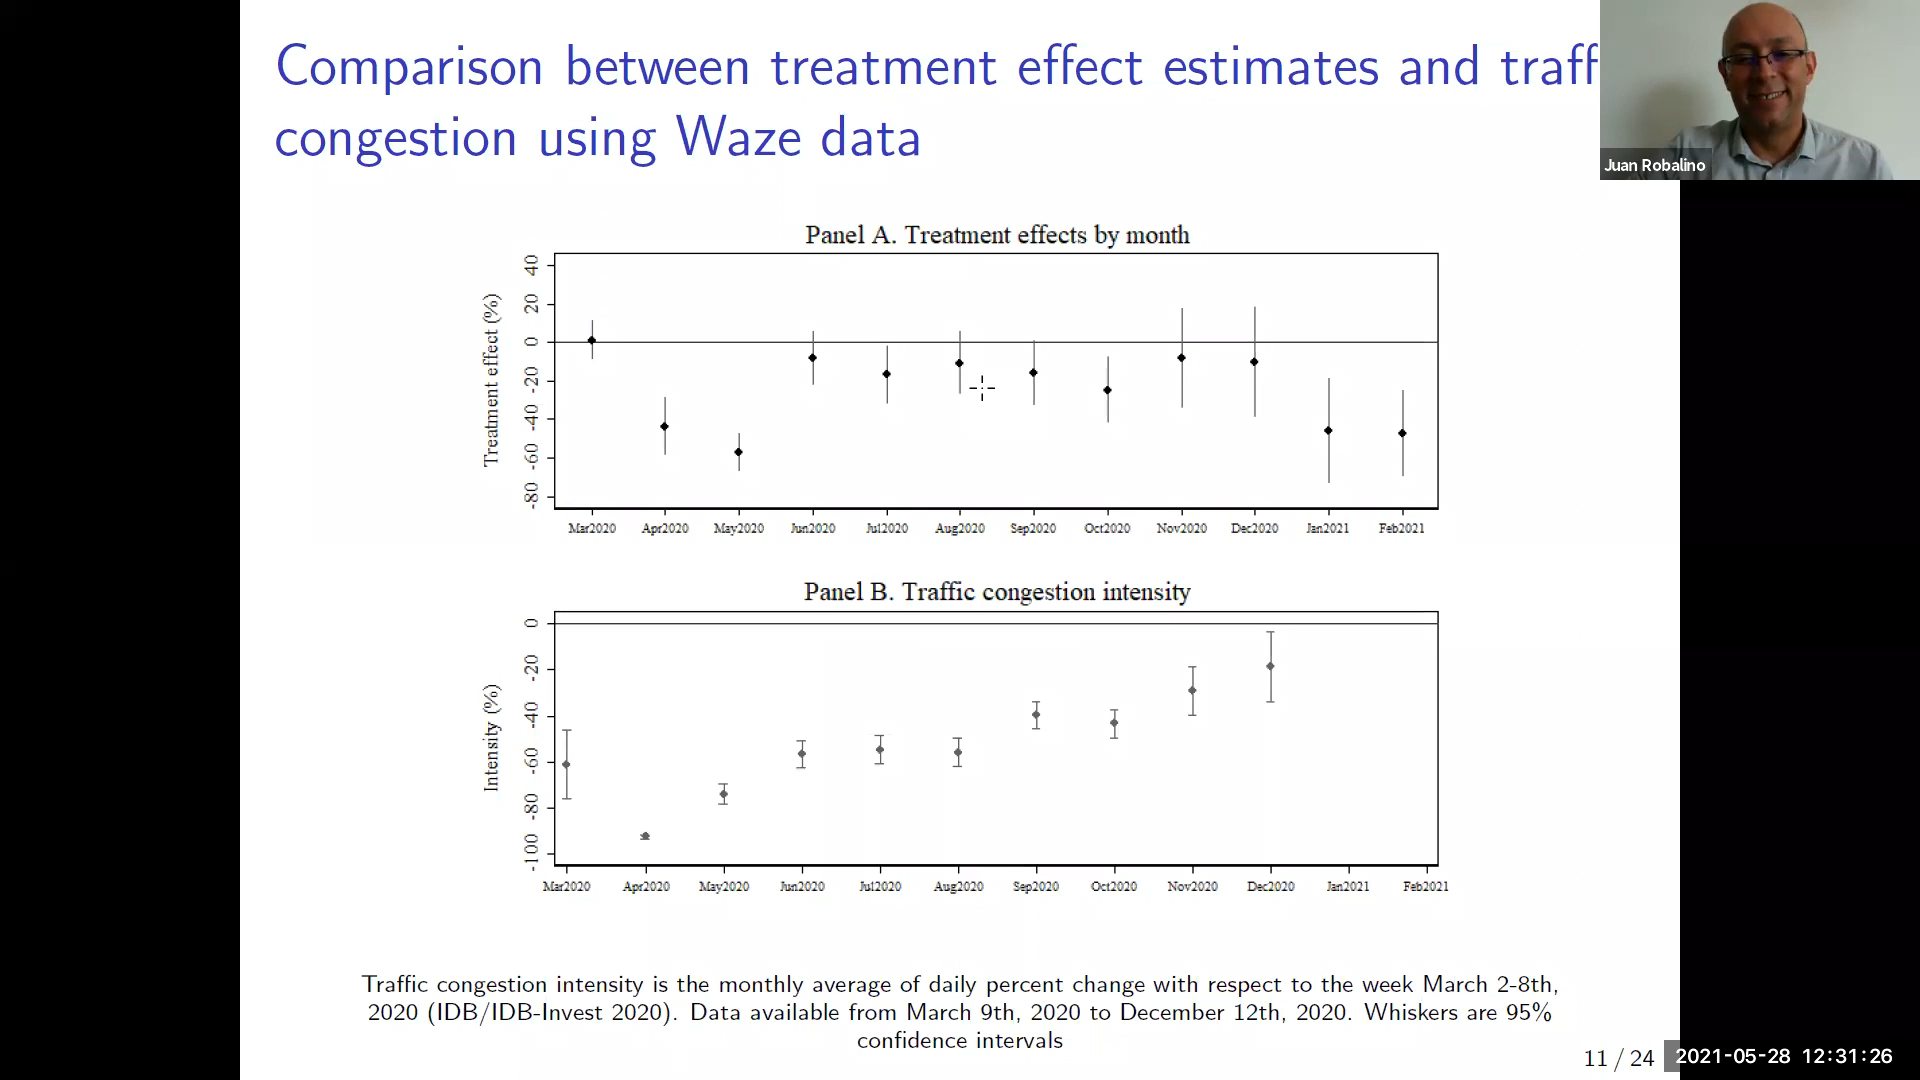 Comparison between treatment effect estimates and traff
congestion using Waze data
Juan Robalino
Panel A. Treatment effects by month
Treatment effect (%)
40
20
0
-20
-40
-60
-80
Mar2020 Apr2020 May2020 Jun2020 Jul2020 Aug2020 Sep2020 Oct2020 Nov2020 Dec2020 Jan2021 Feb2021
Panel B. Traffic congestion intensity
Intensity (%)
0
-20
-40
-60
-80
-100
Mar2020 Apr2020 May2020 Jun2020 Jul2020 Aug2020 Sep2020 Oct2020 Nov2020 Dec2020 Jan2021 Feb2021
Traffic congestion intensity is the monthly average of daily percent change with respect to the week March 2-8th,
2020 (IDB/IDB-Invest 2020). Data available from March 9th, 2020 to December 12th, 2020. Whiskers are 95%
confidence intervals
11 / 24
2021-05-28 12:31:26